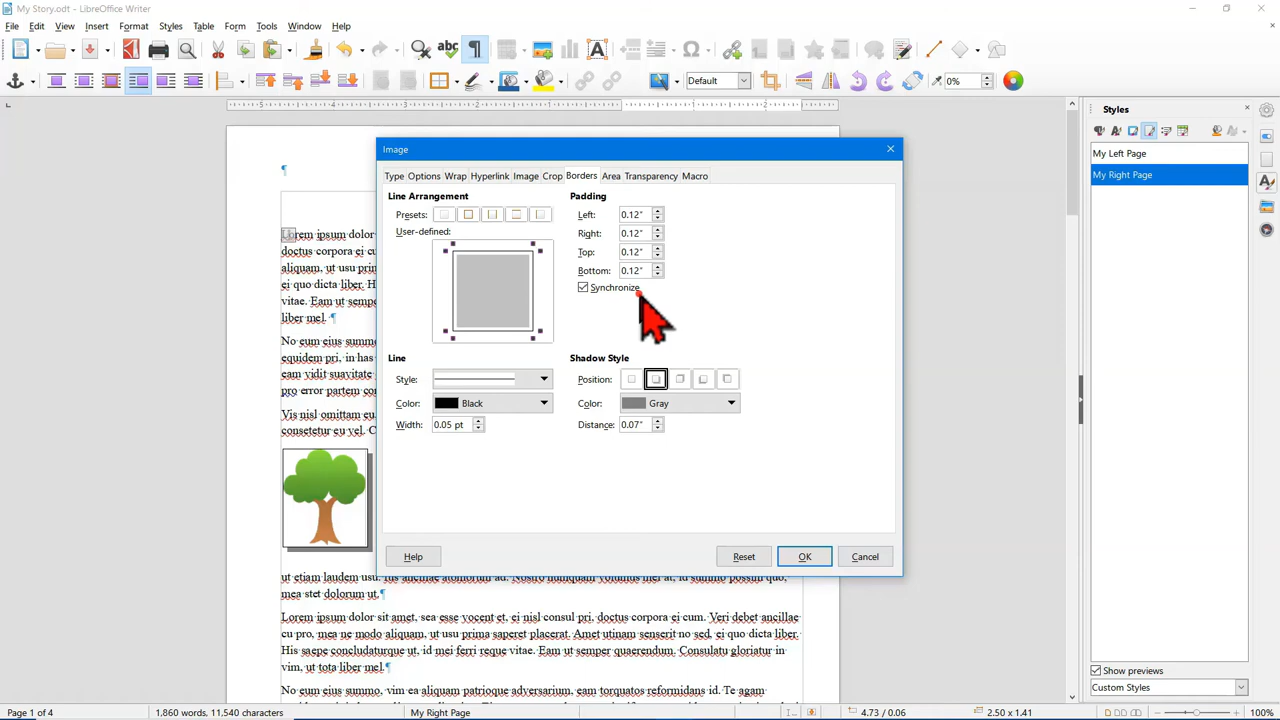 My Story.odt - LibreOffice Writer
File Edit View Insert Format Styles Table Form Tools Window Help
Default
0%
Styles
My Left Page
My Right Page
Image
Type Options Wrap Hyperlink Image Crop Borders Area Transparency Macro
Line Arrangement
Presets:
User-defined:
Padding
Left: 0.12"
Right: 0.12"
Top: 0.12"
Bottom: 0.12"
Synchronize
Line
Style:
Color: Black
Width: 0.05 pt
Shadow Style
Position:
Color: Gray
Distance: 0.07"
Help Reset OK Cancel
Lorem ipsum dolor
doctus corpora ei c
aliquam, ut usu prim
ei quo dicta liber
vitae. Eam ut sempe
liber mel. ¶
No eum eius summo
equidem pri, in has
eam vidit suavitate
pro error partem
Vis nisl omittam eu
consetetur eu. C
ut etiam laudem usu.
mea stet dolorum ut.¶
Lorem ipsum dolor sit amet, sea esse vocent et, ei nisl consul pri, doctus corpora ei cum. Veri debet ancillae
cu pro, mea ne modo aliquam, ut usu prima saperet placerat. Amet utinam senserit no sed, ei quo dicta liber.
His saepe concludaturque ut, id mei ferri reque vitae. Eam ut semper quaerendum. Consulatu gloriatur in
vim, ut tota liber mel.¶
No eum eius summo, vim ea aliquam patrioque adversarium, eam torquatos reformidans id. Te agam
Show previews
Custom Styles
Page 1 of 4 1,860 words, 11,540 characters My Right Page 4.73 / 0.06 2.50 x 1.41 100%